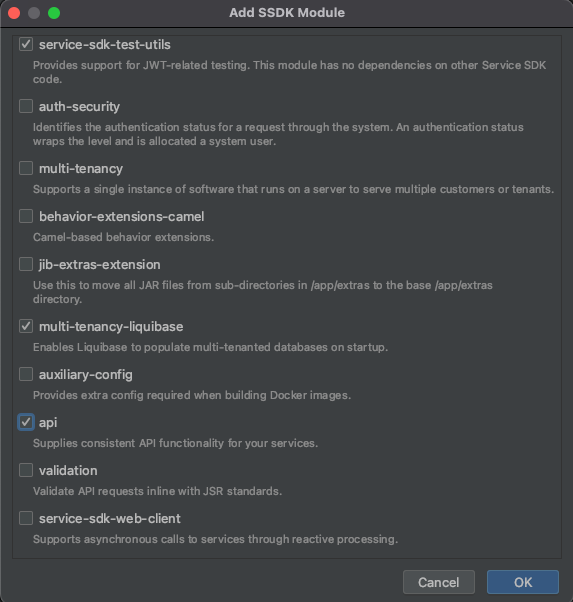 Add SSDK Module
service-sdk-test-utils
Provides support for JWT-related testing. This module has no dependencies on other Service SDK
code.
auth-security
Identifies the authentication status for a request through the system. An authentication status
wraps the level and is allocated a system user.
multi-tenancy
Supports a single instance of software that runs on a server to serve multiple customers or tenants.
behavior-extensions-camel
Camel-based behavior extensions.
jib-extras-extension
Use this to move all JAR files from sub-directories in /app/extras to the base /app/extras
directory.
multi-tenancy-liquibase
Enables Liquibase to populate multi-tenanted databases on startup.
auxiliary-config
Provides extra config required when building Docker images.
api
Supplies consistent API functionality for your services.
validation
Validate API requests inline with JSR standards.
service-sdk-web-client
Supports asynchronous calls to services through reactive processing.
Cancel OK